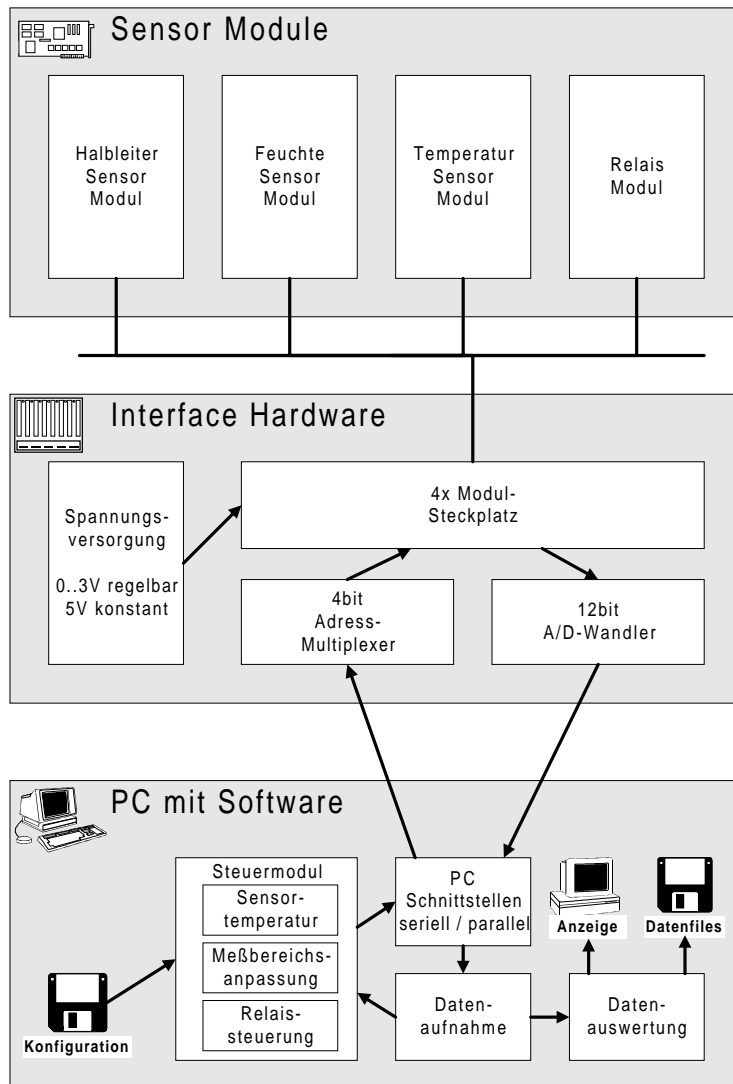 Sensor Module
Halbleiter
Sensor
Modul
Feuchte
Sensor
Modul
Temperatur
Sensor
Modul
Relais
Modul
Interface Hardware
Spannungs-
versorgung
0..3V regelbar
5V konstant
4x Modul-
Steckplatz
4bit
Adress-
Multiplexer
12bit
A/D-Wandler
PC mit Software
Steuermodul
Sensor-
temperatur
Meßbereichs-
anpassung
Relais-
steuerung
PC
Schnittstellen
seriell / parallel
Anzeige
Datenfiles
Konfiguration
Daten-
aufnahme
Daten-
auswertung